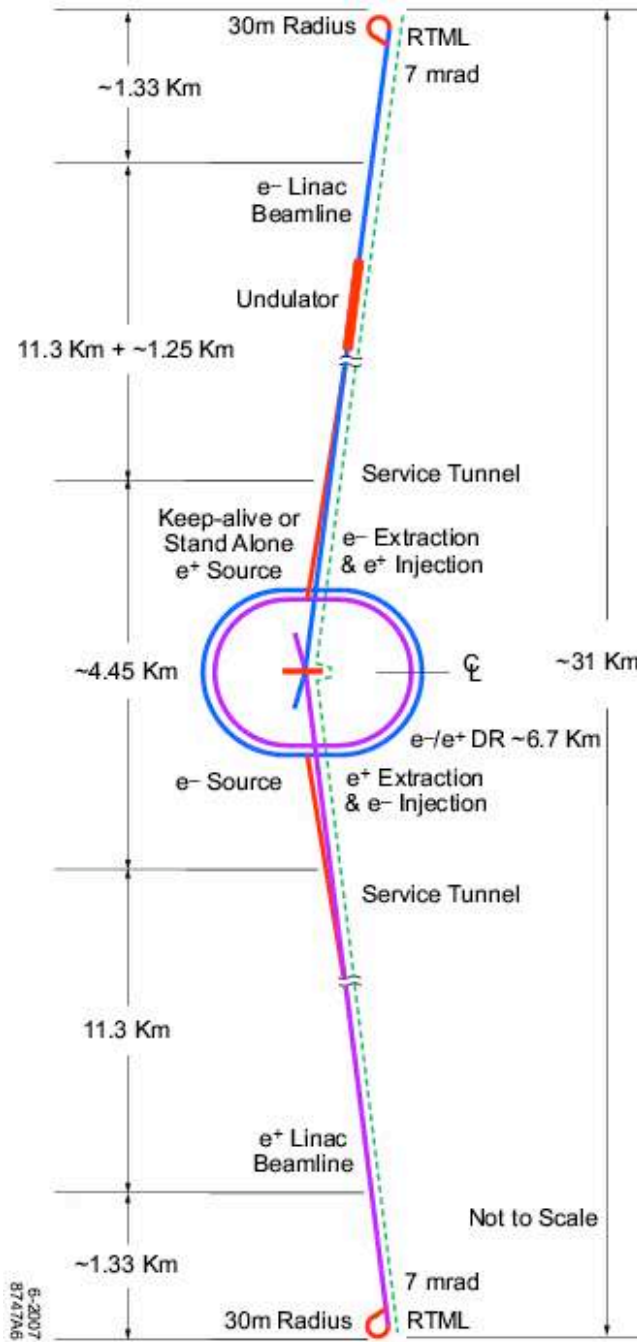 30m Radius
RTML
7 mrad
~1.33 Km
e– Linac
Beamline
Undulator
11.3 Km + ~1.25 Km
Service Tunnel
Keep-alive or
Stand Alone
e+ Source
e– Extraction
& e+ Injection
~4.45 Km
℄
~31 Km
e–/e+ DR ~6.7 Km
e– Source
e+ Extraction
& e– Injection
Service Tunnel
11.3 Km
e+ Linac
Beamline
Not to Scale
~1.33 Km
7 mrad
30m Radius
RTML
6-2007
8747A6